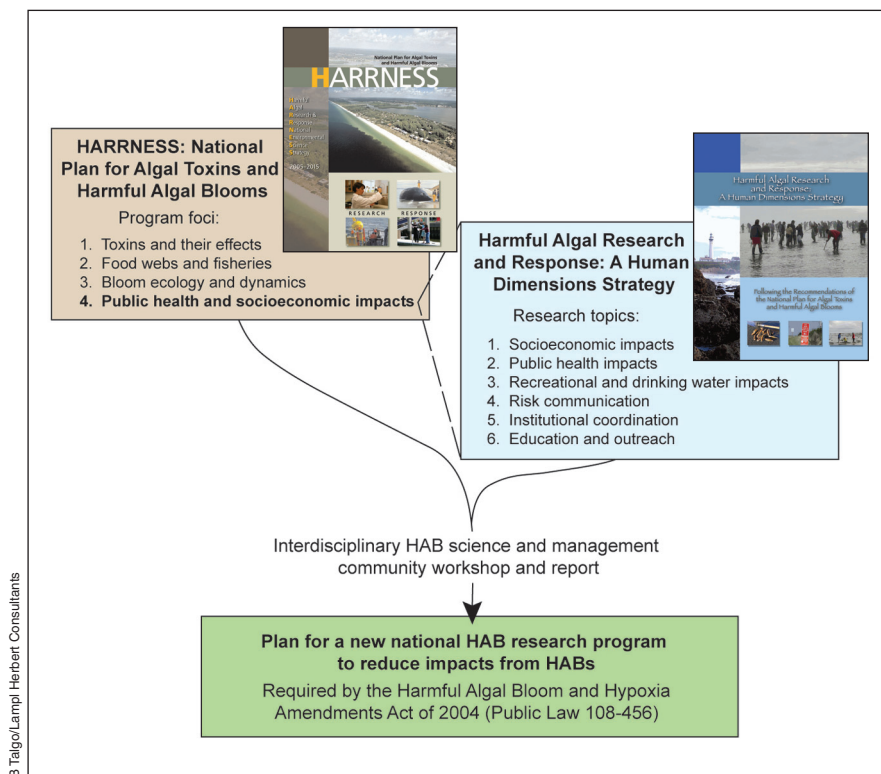 National Plan for Algal Toxins
and Harmful Algal Blooms
HARRNESS
Harmful
Algal
Research &
Response
National
Environmental
Science
Strategy
2005–2015
RESEARCH RESPONSE
HARRNESS: National
Plan for Algal Toxins and
Harmful Algal Blooms
Program foci:
1. Toxins and their effects
2. Food webs and fisheries
3. Bloom ecology and dynamics
4. Public health and socioeconomic impacts
Harmful Algal Research
and Response:
A Human Dimensions Strategy
Following the Recommendations of
the National Plan for Algal Toxins
and Harmful Algal Blooms
Harmful Algal Research
and Response: A Human
Dimensions Strategy
Research topics:
1. Socioeconomic impacts
2. Public health impacts
3. Recreational and drinking water impacts
4. Risk communication
5. Institutional coordination
6. Education and outreach
Interdisciplinary HAB science and management
community workshop and report
Plan for a new national HAB research program
to reduce impacts from HABs
Required by the Harmful Algal Bloom and Hypoxia
Amendments Act of 2004 (Public Law 108-456)
B Talgo/Lampl Herbert Consultants